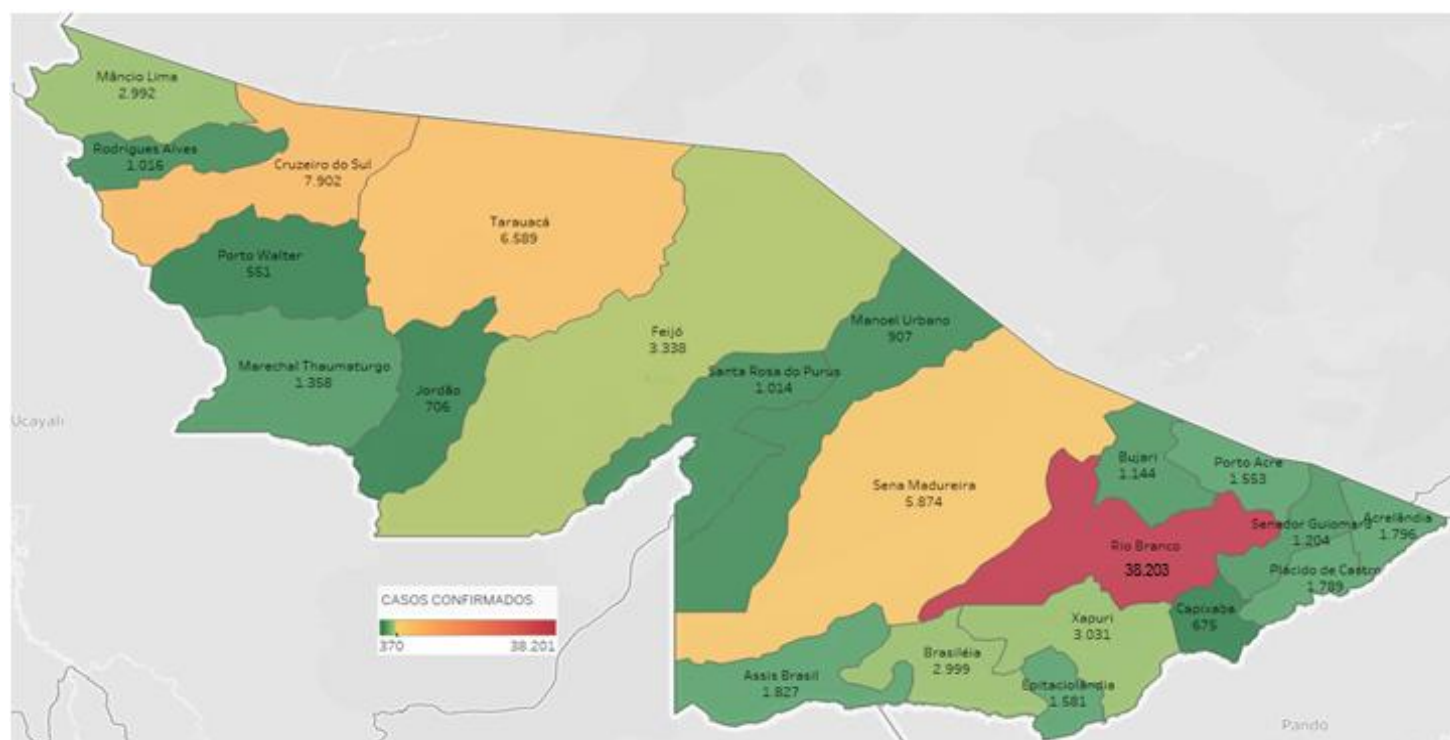 Mâncio Lima
2.992
Rodrigues Alves
1.016
Cruzeiro do Sul
7.902
Tarauacá
6.589
Porto Walter
551
Feijó
3.338
Manoel Urbano
907
Marechal Thaumaturgo
1.358
Jordão
706
Santa Rosa do Purus
1.014
Ucayali
Sena Madureira
5.874
Bujari
1.144
Porto Acre
1.553
Senador Guiomard
1.204
Acrelândia
1.796
Rio Branco
38.203
Plácido de Castro
1.789
CASOS CONFIRMADOS
370 38.201
Capixaba
675
Xapuri
3.031
Brasiléia
2.999
Assis Brasil
1.827
Epitaciolândia
1.581
Pando